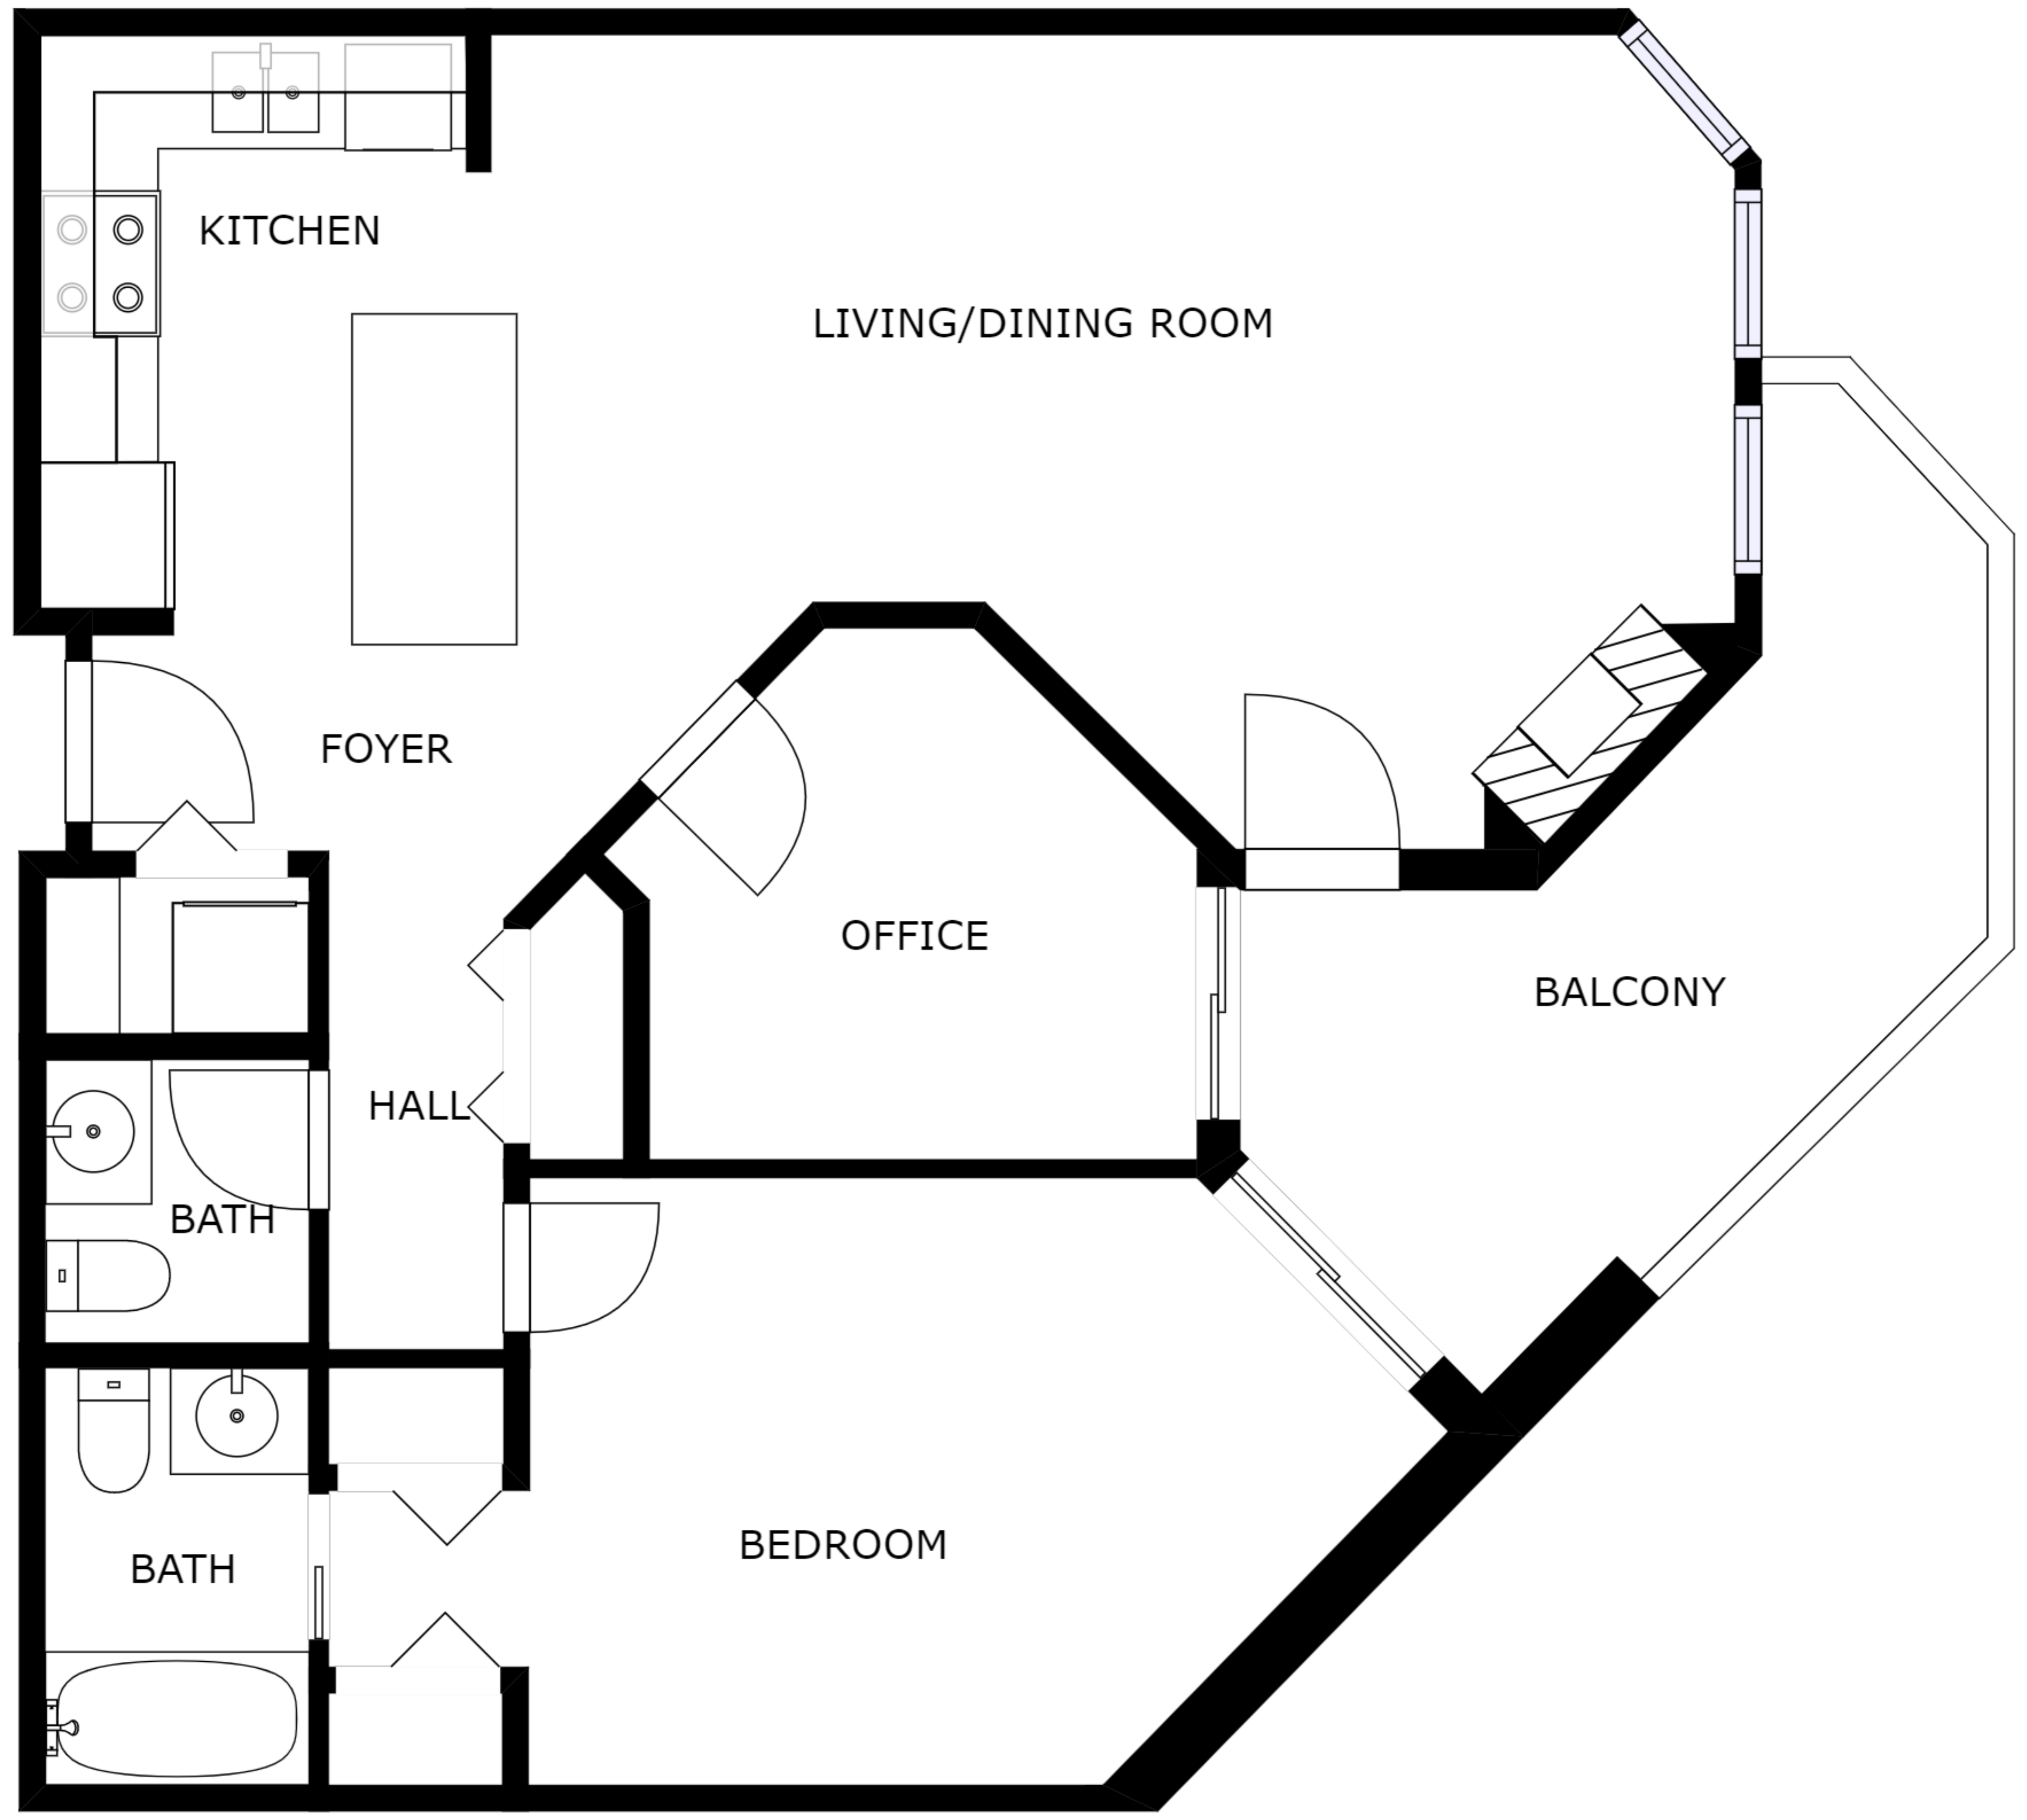 KITCHEN
LIVING/DINING ROOM
FOYER
OFFICE
BALCONY
HALL
BATH
BEDROOM
BATH